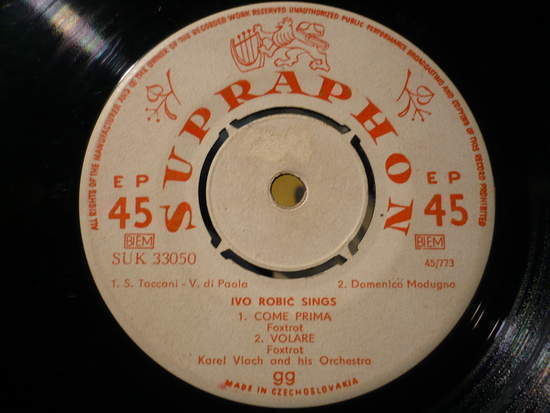 ALL RIGHTS OF THE MANUFACTURER AND OF THE OWNER OF THE RECORDED WORK RESERVED UNAUTHORIZED PUBLIC PERFORMANCE BROADCASTING AND COPYING OF THIS RECORD PROHIBITED
SUPRAPHON
EP
45
BIEM
SUK 33050
EP
45
BIEM
45/773
1. S. Taccani - V. di Paola
2. Domenico Modugno
IVO ROBIĆ SINGS
1. COME PRIMA
Foxtrot
2. VOLARE
Foxtrot
Karel Vlach and his Orchestra
gg
MADE IN CZECHOSLOVAKIA